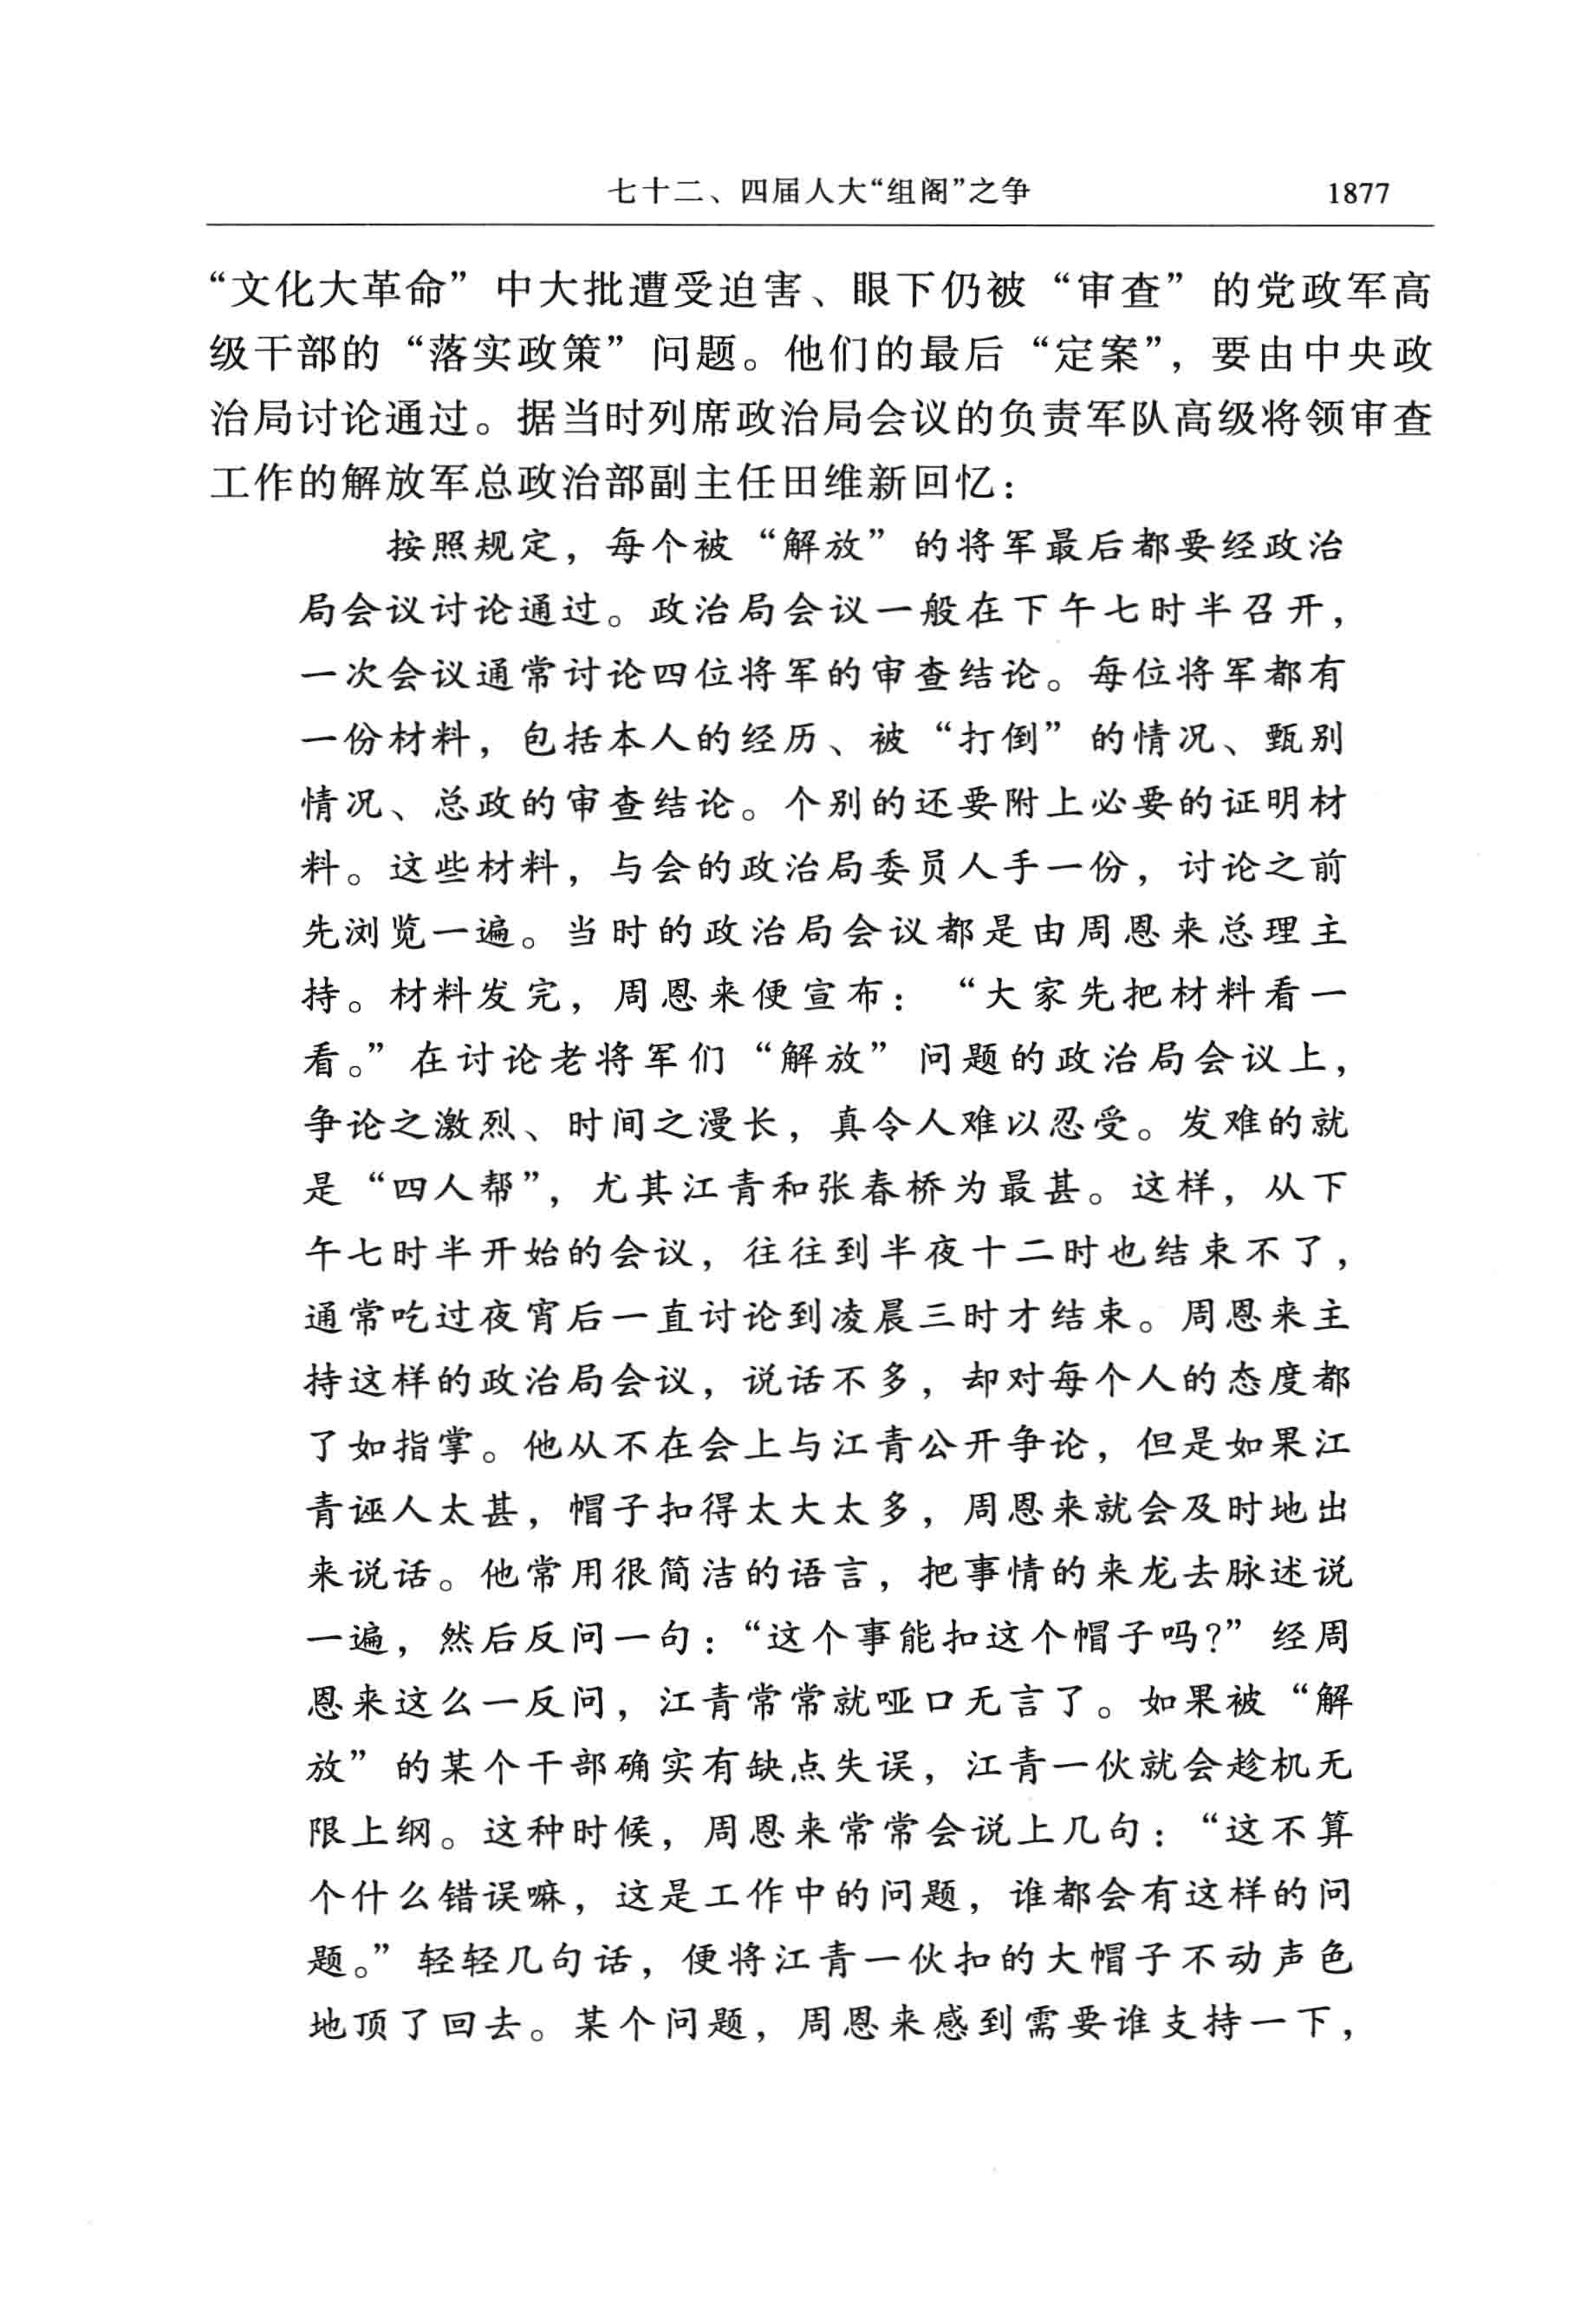 七十二、四届人大“组阁”之争 1877
“文化大革命”中大批遭受迫害、眼下仍被“审查”的党政军高
级干部的“落实政策”问题。他们的最后“定案”，要由中央政
治局讨论通过。据当时列席政治局会议的负责军队高级将领审查
工作的解放军总政治部副主任田维新回忆：
按照规定，每个被“解放”的将军最后都要经政治
局会议讨论通过。政治局会议一般在下午七时半召开，
一次会议通常讨论四位将军的审查结论。每位将军都有
一份材料，包括本人的经历、被“打倒”的情况、甄别
情况、总政的审查结论。个别的还要附上必要的证明材
料。这些材料，与会的政治局委员人手一份，讨论之前
先浏览一遍。当时的政治局会议都是由周恩来总理主
持。材料发完，周恩来便宣布：“大家先把材料看一
看。”在讨论老将军们“解放”问题的政治局会议上，
争论之激烈、时间之漫长，真令人难以忍受。发难的就
是“四人帮”，尤其江青和张春桥为最甚。这样，从下
午七时半开始的会议，往往到半夜十二时也结束不了，
通常吃过夜宵后一直讨论到凌晨三时才结束。周恩来主
持这样的政治局会议，说话不多，却对每个人的态度都
了如指掌。他从不在会上与江青公开争论，但是如果江
青诬人太甚，帽子扣得太大太多，周恩来就会及时地出
来说话。他常用很简洁的语言，把事情的来龙去脉述说
一遍，然后反问一句：“这个事能扣这个帽子吗？”经周
恩来这么一反问，江青常常就哑口无言了。如果被“解
放”的某个干部确实有缺点失误，江青一伙就会趁机无
限上纲。这种时候，周恩来常常会说上几句：“这不算
个什么错误嘛，这是工作中的问题，谁都会有这样的问
题。”轻轻几句话，便将江青一伙扣的大帽子不动声色
地顶了回去。某个问题，周恩来感到需要谁支持一下，